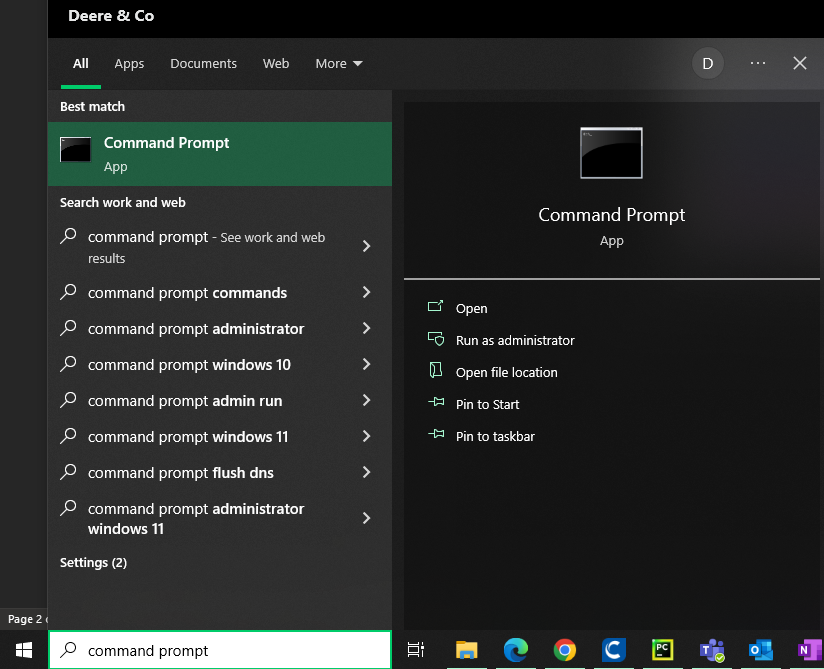 Deere & Co
All Apps Documents Web More
D
Best match
Command Prompt
App
Search work and web
command prompt - See work and web
results
command prompt commands
command prompt administrator
command prompt windows 10
command prompt admin run
command prompt windows 11
command prompt flush dns
command prompt administrator
windows 11
Settings (2)
Command Prompt
App
Open
Run as administrator
Open file location
Pin to Start
Pin to taskbar
Page 2
command prompt
PC
N